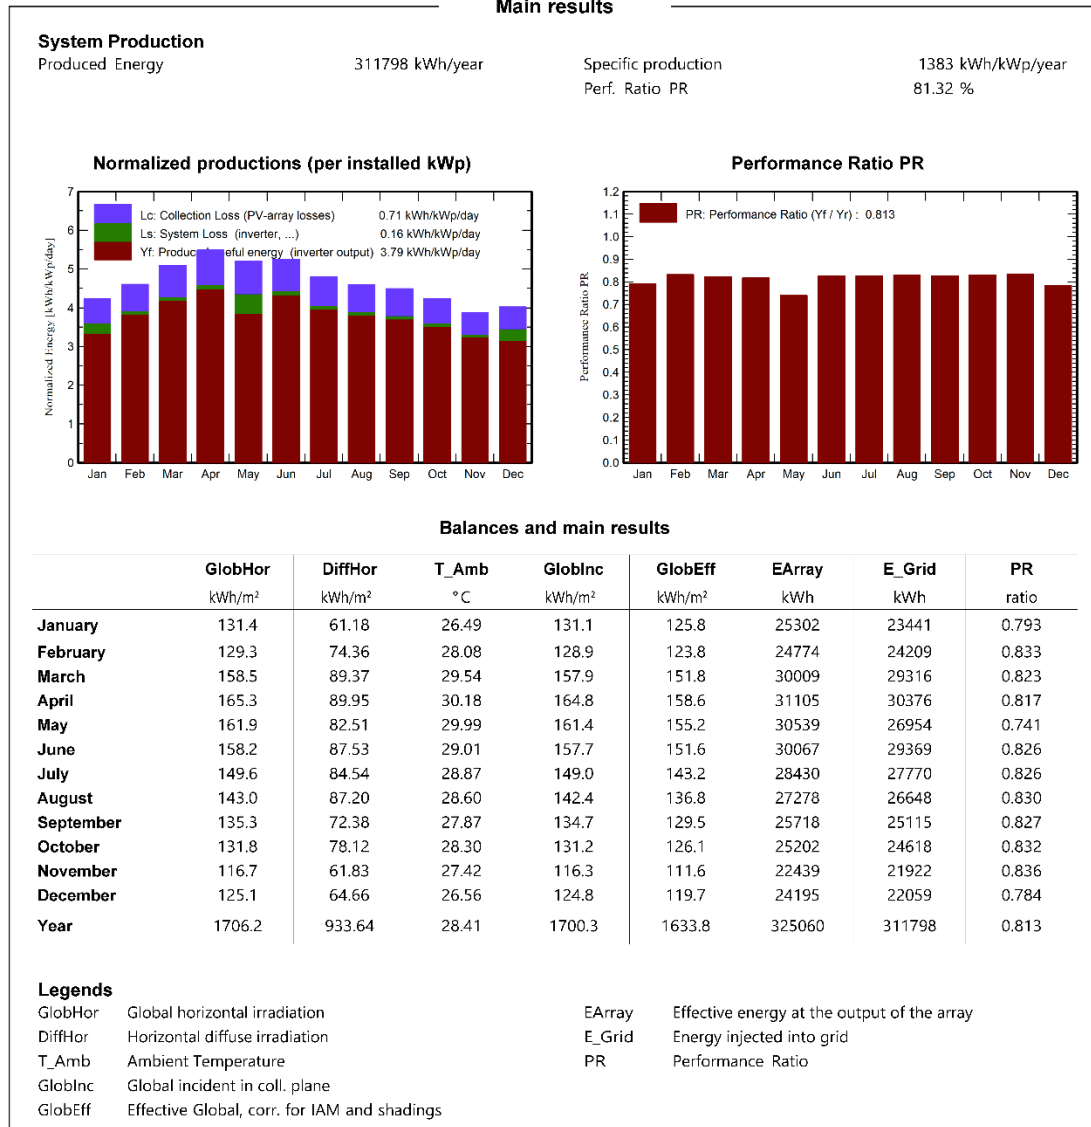 Main results
System Production
Produced Energy 311798 kWh/year Specific production 1383 kWh/kWp/year
Perf. Ratio PR 81.32 %
Normalized productions (per installed kWp)
7
6
5
4
3
2
1
0
Normalized Energy [kWh/kWp/day]
Lc: Collection Loss (PV-array losses) 0.71 kWh/kWp/day
Ls: System Loss (inverter, ...) 0.16 kWh/kWp/day
Yf: Produc eful energy (inverter output) 3.79 kWh/kWp/day
Jan Feb Mar Apr May Jun Jul Aug Sep Oct Nov Dec
Performance Ratio PR
1.2
1.1
1.0
0.9
0.8
0.7
0.6
0.5
0.4
0.3
0.2
0.1
0.0
Performance Ratio PR
PR: Performance Ratio (Yf / Yr) : 0.813
Jan Feb Mar Apr May Jun Jul Aug Sep Oct Nov Dec
Balances and main results
GlobHor DiffHor T_Amb GlobInc GlobEff EArray E_Grid PR
kWh/m² kWh/m² °C kWh/m² kWh/m² kWh kWh ratio
January 131.4 61.18 26.49 131.1 125.8 25302 23441 0.793
February 129.3 74.36 28.08 128.9 123.8 24774 24209 0.833
March 158.5 89.37 29.54 157.9 151.8 30009 29316 0.823
April 165.3 89.95 30.18 164.8 158.6 31105 30376 0.817
May 161.9 82.51 29.99 161.4 155.2 30539 26954 0.741
June 158.2 87.53 29.01 157.7 151.6 30067 29369 0.826
July 149.6 84.54 28.87 149.0 143.2 28430 27770 0.826
August 143.0 87.20 28.60 142.4 136.8 27278 26648 0.830
September 135.3 72.38 27.87 134.7 129.5 25718 25115 0.827
October 131.8 78.12 28.30 131.2 126.1 25202 24618 0.832
November 116.7 61.83 27.42 116.3 111.6 22439 21922 0.836
December 125.1 64.66 26.56 124.8 119.7 24195 22059 0.784
Year 1706.2 933.64 28.41 1700.3 1633.8 325060 311798 0.813
Legends
GlobHor Global horizontal irradiation EArray Effective energy at the output of the array
DiffHor Horizontal diffuse irradiation E_Grid Energy injected into grid
T_Amb Ambient Temperature PR Performance Ratio
GlobInc Global incident in coll. plane
GlobEff Effective Global, corr. for IAM and shadings